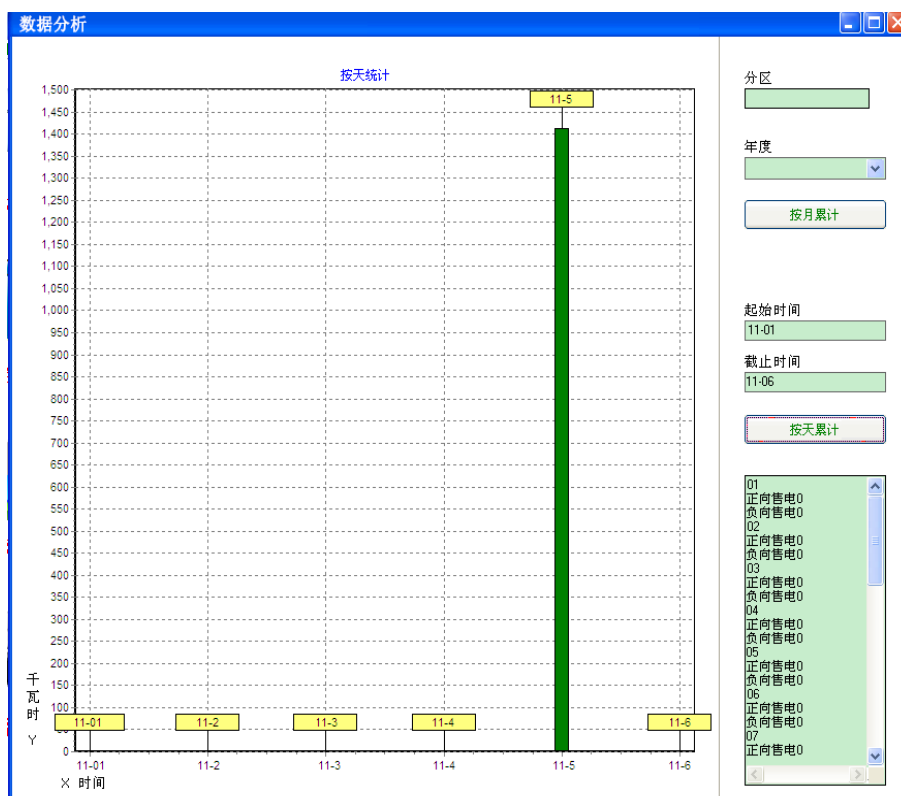 数据分析
按天统计
1,500
1,450
1,400
1,350
1,300
1,250
1,200
1,150
1,100
1,050
1,000
950
900
850
800
750
700
650
600
550
500
450
400
350
300
250
200
150
100
0
千瓦时 Y
11-5
11-01
11-2
11-3
11-4
11-6
11-01
11-2
11-3
11-4
11-5
11-6
X 时间
分区
年度
按月累计
起始时间
11-01
截止时间
11-06
按天累计
01
正向售电0
负向售电0
02
正向售电0
负向售电0
03
正向售电0
负向售电0
04
正向售电0
负向售电0
05
正向售电0
负向售电0
06
正向售电0
负向售电0
07
正向售电0